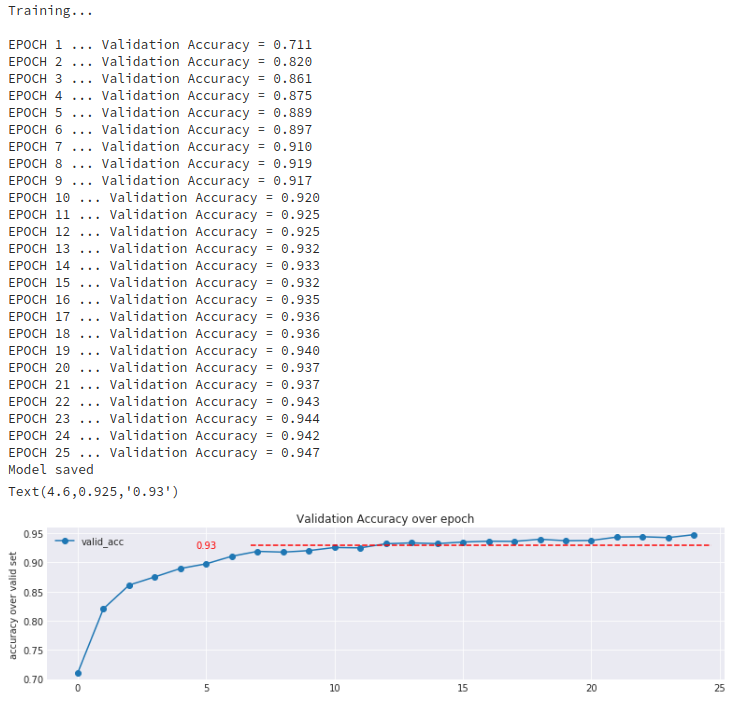 Training...
EPOCH 1 ... Validation Accuracy = 0.711
EPOCH 2 ... Validation Accuracy = 0.820
EPOCH 3 ... Validation Accuracy = 0.861
EPOCH 4 ... Validation Accuracy = 0.875
EPOCH 5 ... Validation Accuracy = 0.889
EPOCH 6 ... Validation Accuracy = 0.897
EPOCH 7 ... Validation Accuracy = 0.910
EPOCH 8 ... Validation Accuracy = 0.919
EPOCH 9 ... Validation Accuracy = 0.917
EPOCH 10 ... Validation Accuracy = 0.920
EPOCH 11 ... Validation Accuracy = 0.925
EPOCH 12 ... Validation Accuracy = 0.925
EPOCH 13 ... Validation Accuracy = 0.932
EPOCH 14 ... Validation Accuracy = 0.933
EPOCH 15 ... Validation Accuracy = 0.932
EPOCH 16 ... Validation Accuracy = 0.935
EPOCH 17 ... Validation Accuracy = 0.936
EPOCH 18 ... Validation Accuracy = 0.936
EPOCH 19 ... Validation Accuracy = 0.940
EPOCH 20 ... Validation Accuracy = 0.937
EPOCH 21 ... Validation Accuracy = 0.937
EPOCH 22 ... Validation Accuracy = 0.943
EPOCH 23 ... Validation Accuracy = 0.944
EPOCH 24 ... Validation Accuracy = 0.942
EPOCH 25 ... Validation Accuracy = 0.947
Model saved
Text(4.6,0.925,'0.93')
Validation Accuracy over epoch
valid_acc
0.93
accuracy over valid set
0.95
0.90
0.85
0.80
0.75
0.70
0 5 10 15 20 25